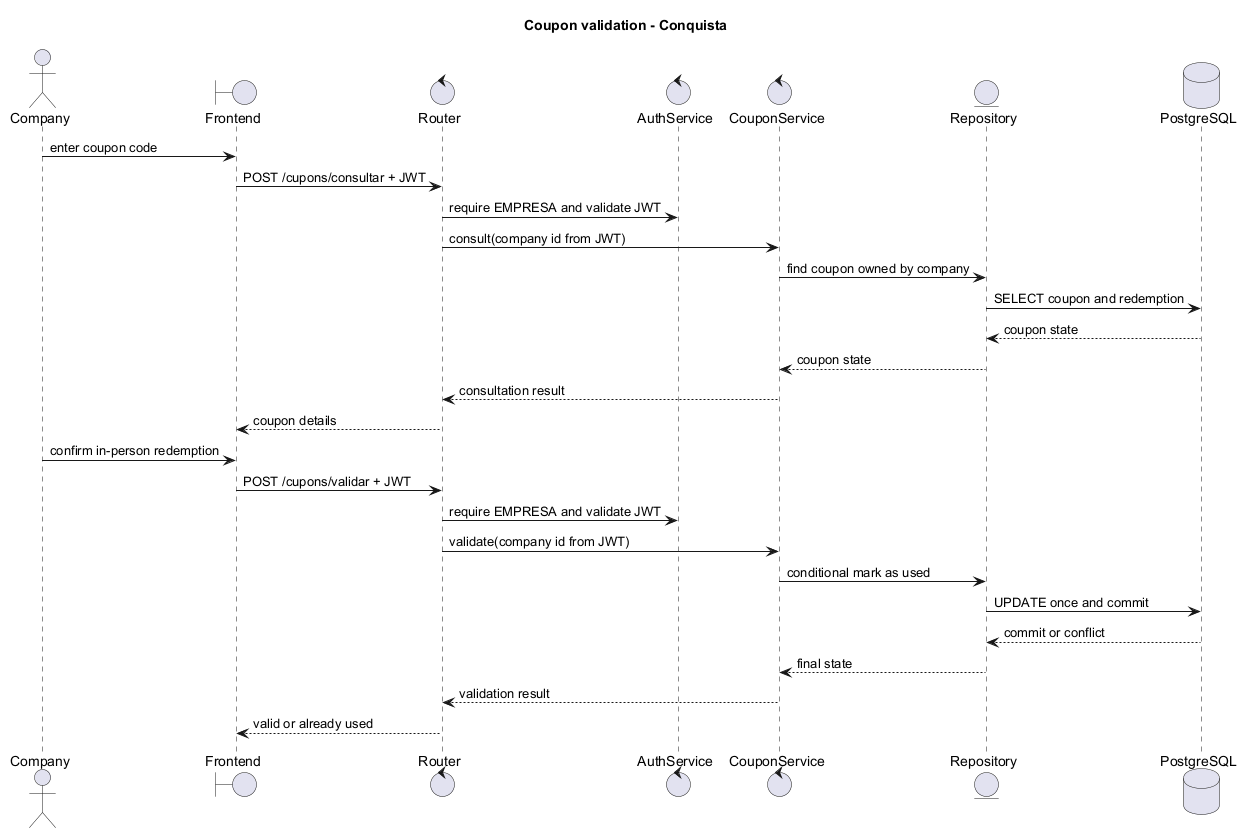 Coupon validation - Conquista
Company
Frontend
Router
AuthService
CouponService
Repository
PostgreSQL
enter coupon code
POST /cupons/consultar + JWT
require EMPRESA and validate JWT
consult(company id from JWT)
find coupon owned by company
SELECT coupon and redemption
coupon state
coupon state
consultation result
coupon details
confirm in-person redemption
POST /cupons/validar + JWT
require EMPRESA and validate JWT
validate(company id from JWT)
conditional mark as used
UPDATE once and commit
commit or conflict
final state
validation result
valid or already used
Company
Frontend
Router
AuthService
CouponService
Repository
PostgreSQL